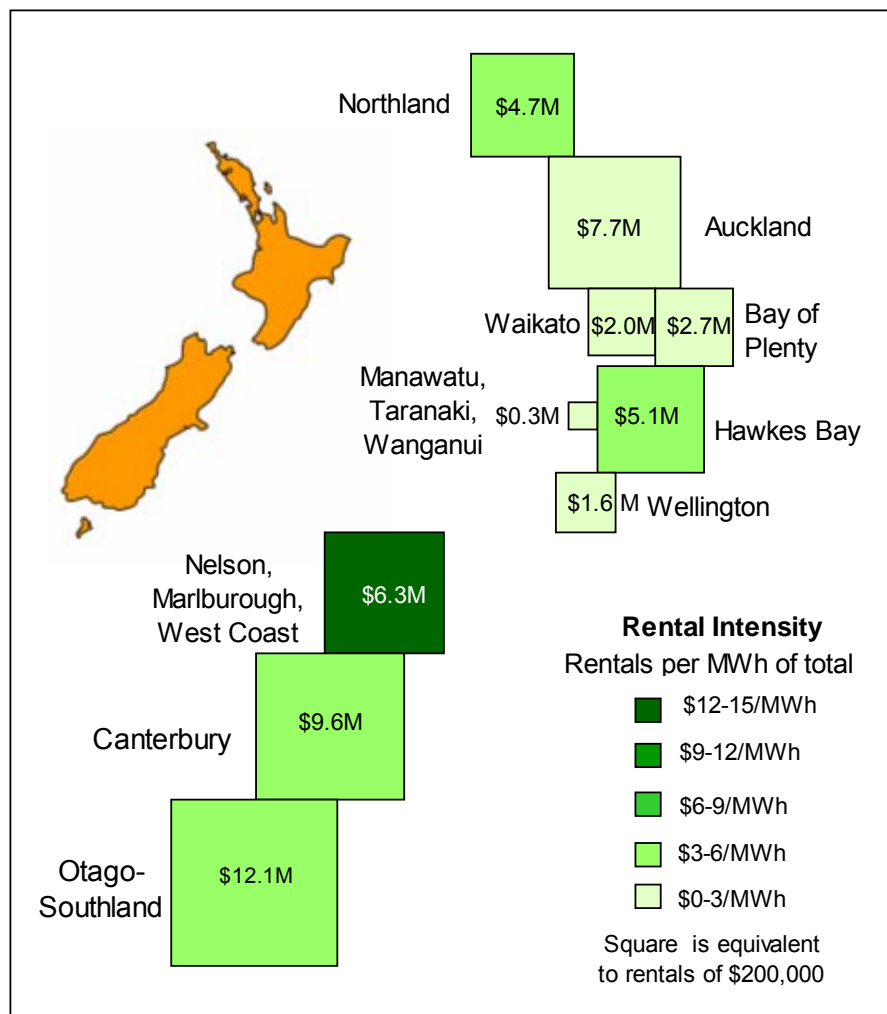 Northland
$4.7M
$7.7M
Auckland
Waikato
$2.0M
$2.7M
Bay of
Plenty
Manawatu,
Taranaki,
Wanganui
$0.3M
$5.1M
Hawkes Bay
$1.6 M
Wellington
Nelson,
Marlburough,
West Coast
$6.3M
Canterbury
$9.6M
Otago-
Southland
$12.1M
Rental Intensity
Rentals per MWh of total
$12-15/MWh
$9-12/MWh
$6-9/MWh
$3-6/MWh
$0-3/MWh
Square is equivalent
to rentals of $200,000